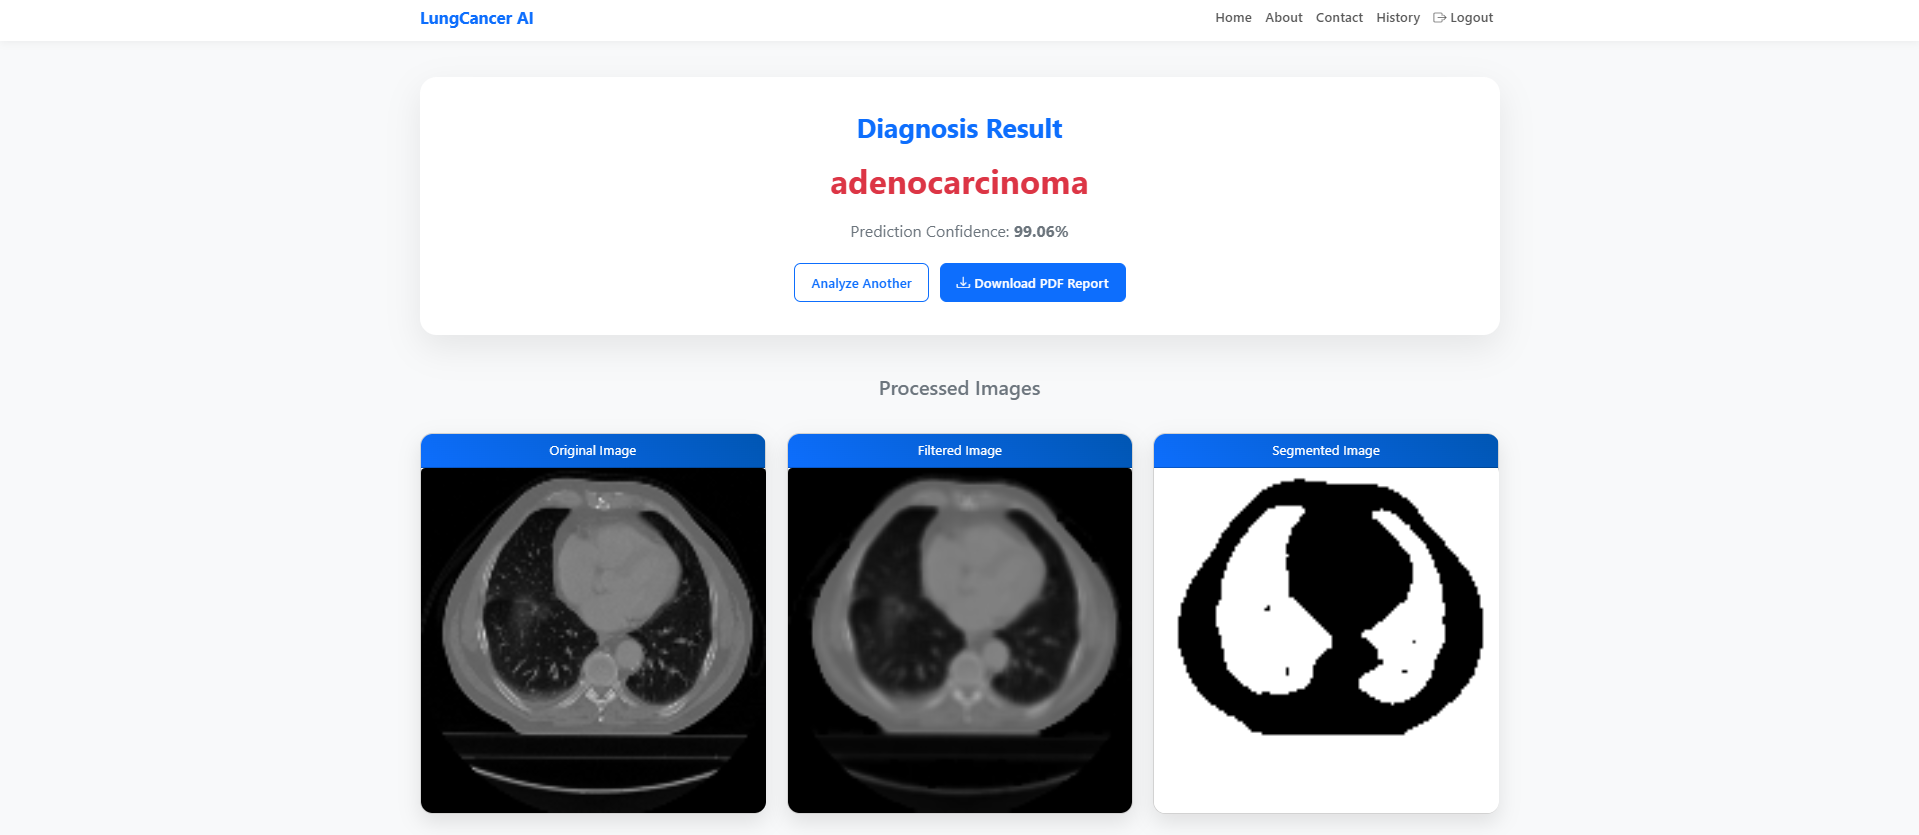 LungCancer AI
Home About Contact History Logout
Diagnosis Result
adenocarcinoma
Prediction Confidence: 99.06%
Analyze Another Download PDF Report
Processed Images
Original Image Filtered Image Segmented Image